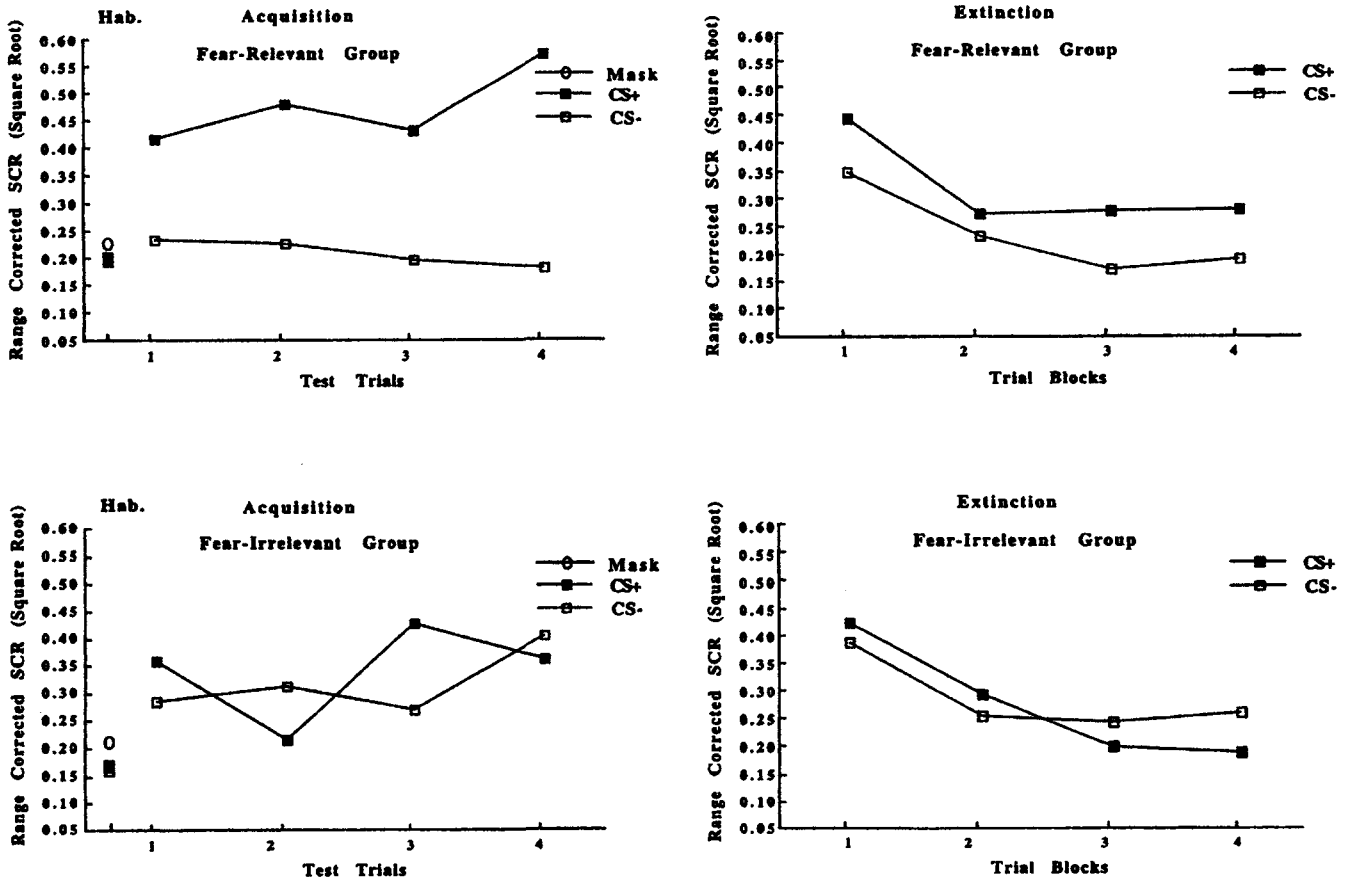 Hab. Acquisition
Fear-Relevant Group
Range Corrected SCR (Square Root)
0.60
0.55
0.50
0.45
0.40
0.35
0.30
0.25
0.20
0.15
0.10
0.05
Mask
CS+
CS-
1 2 3 4
Test Trials
Extinction
Fear-Relevant Group
Range Corrected SCR (Square Root)
0.60
0.55
0.50
0.45
0.40
0.35
0.30
0.25
0.20
0.15
0.10
0.05
CS+
CS-
1 2 3 4
Trial Blocks
Hab. Acquisition
Fear-Irrelevant Group
Range Corrected SCR (Square Root)
0.60
0.55
0.50
0.45
0.40
0.35
0.30
0.25
0.20
0.15
0.10
0.05
Mask
CS+
CS-
1 2 3 4
Test Trials
Extinction
Fear-Irrelevant Group
Range Corrected SCR (Square Root)
0.60
0.55
0.50
0.45
0.40
0.35
0.30
0.25
0.20
0.15
0.10
0.05
CS+
CS-
1 2 3 4
Trial Blocks